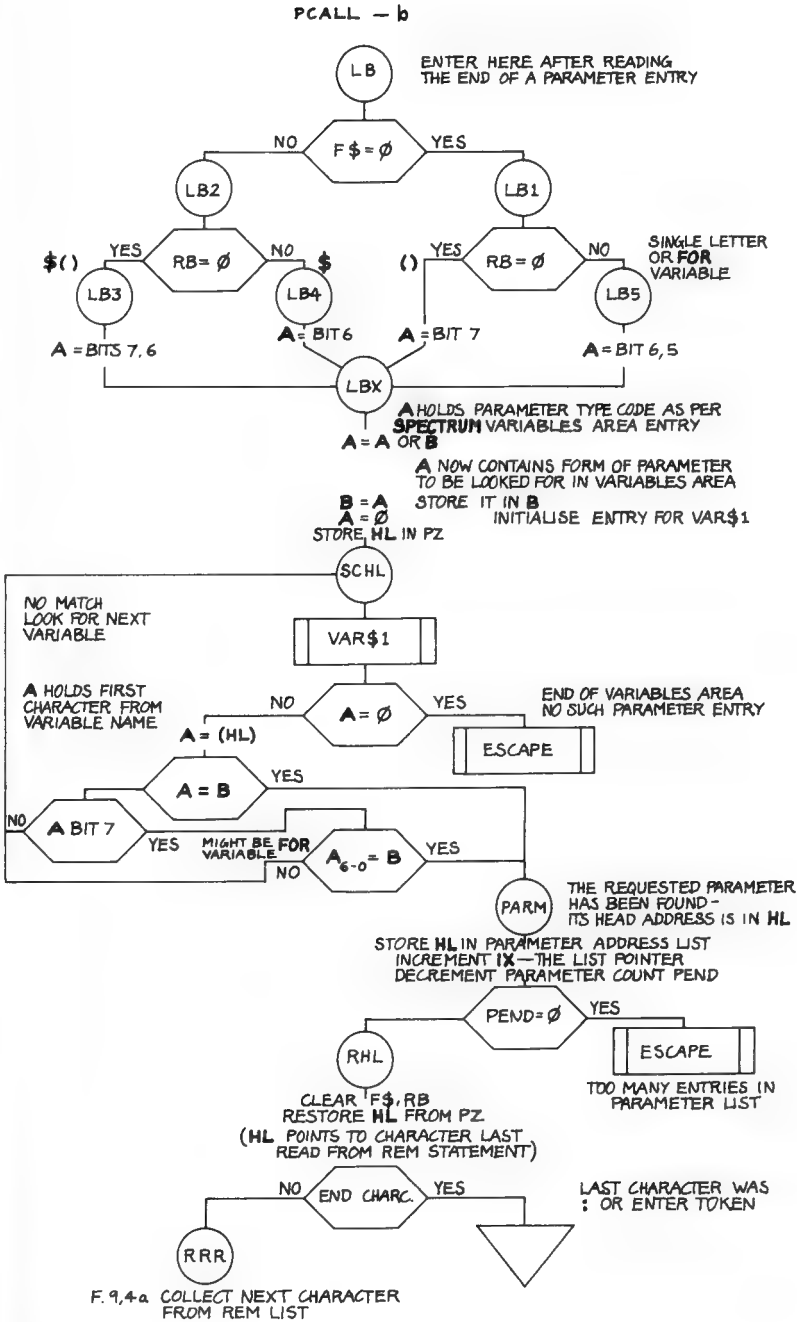 PCALL — b
LB
ENTER HERE AFTER READING
THE END OF A PARAMETER ENTRY
NO
F$=Ø
YES
LB2
LB1
$()
YES
RB=Ø
NO
$
()
YES
RB=Ø
NO
SINGLE LETTER
OR FOR
VARIABLE
LB3
LB4
LB5
A=BITS 7,6
A=BIT6
A=BIT 7
A=BIT 6,5
LBX
A HOLDS PARAMETER TYPE CODE AS PER
SPECTRUM VARIABLES AREA ENTRY
A=A OR B
A NOW CONTAINS FORM OF PARAMETER
TO BE LOOKED FOR IN VARIABLES AREA
B=A STORE IT IN B
A=Ø INITIALISE ENTRY FOR VAR$1
STORE HL IN PZ
SCHL
NO MATCH
LOOK FOR NEXT
VARIABLE
VAR$1
A HOLDS FIRST
CHARACTER FROM
VARIABLE NAME
NO
A=Ø
YES
END OF VARIABLES AREA
NO SUCH PARAMETER ENTRY
A=(HL)
ESCAPE
A=B
YES
NO
A BIT 7
YES
MIGHT BE FOR
VARIABLE
NO
A6-0=B
YES
PARM
THE REQUESTED PARAMETER
HAS BEEN FOUND-
ITS HEAD ADDRESS IS IN HL
STORE HL IN PARAMETER ADDRESS LIST
INCREMENT IX—THE LIST POINTER
DECREMENT PARAMETER COUNT PEND
PEND=Ø
YES
RHL
ESCAPE
CLEAR F$,RB
RESTORE HL FROM PZ
TOO MANY ENTRIES IN
PARAMETER LIST
(HL POINTS TO CHARACTER LAST
READ FROM REM STATEMENT)
NO
END CHARC.
YES
LAST CHARACTER WAS
: OR ENTER TOKEN
RRR
F.9,4a COLLECT NEXT CHARACTER
FROM REM LIST